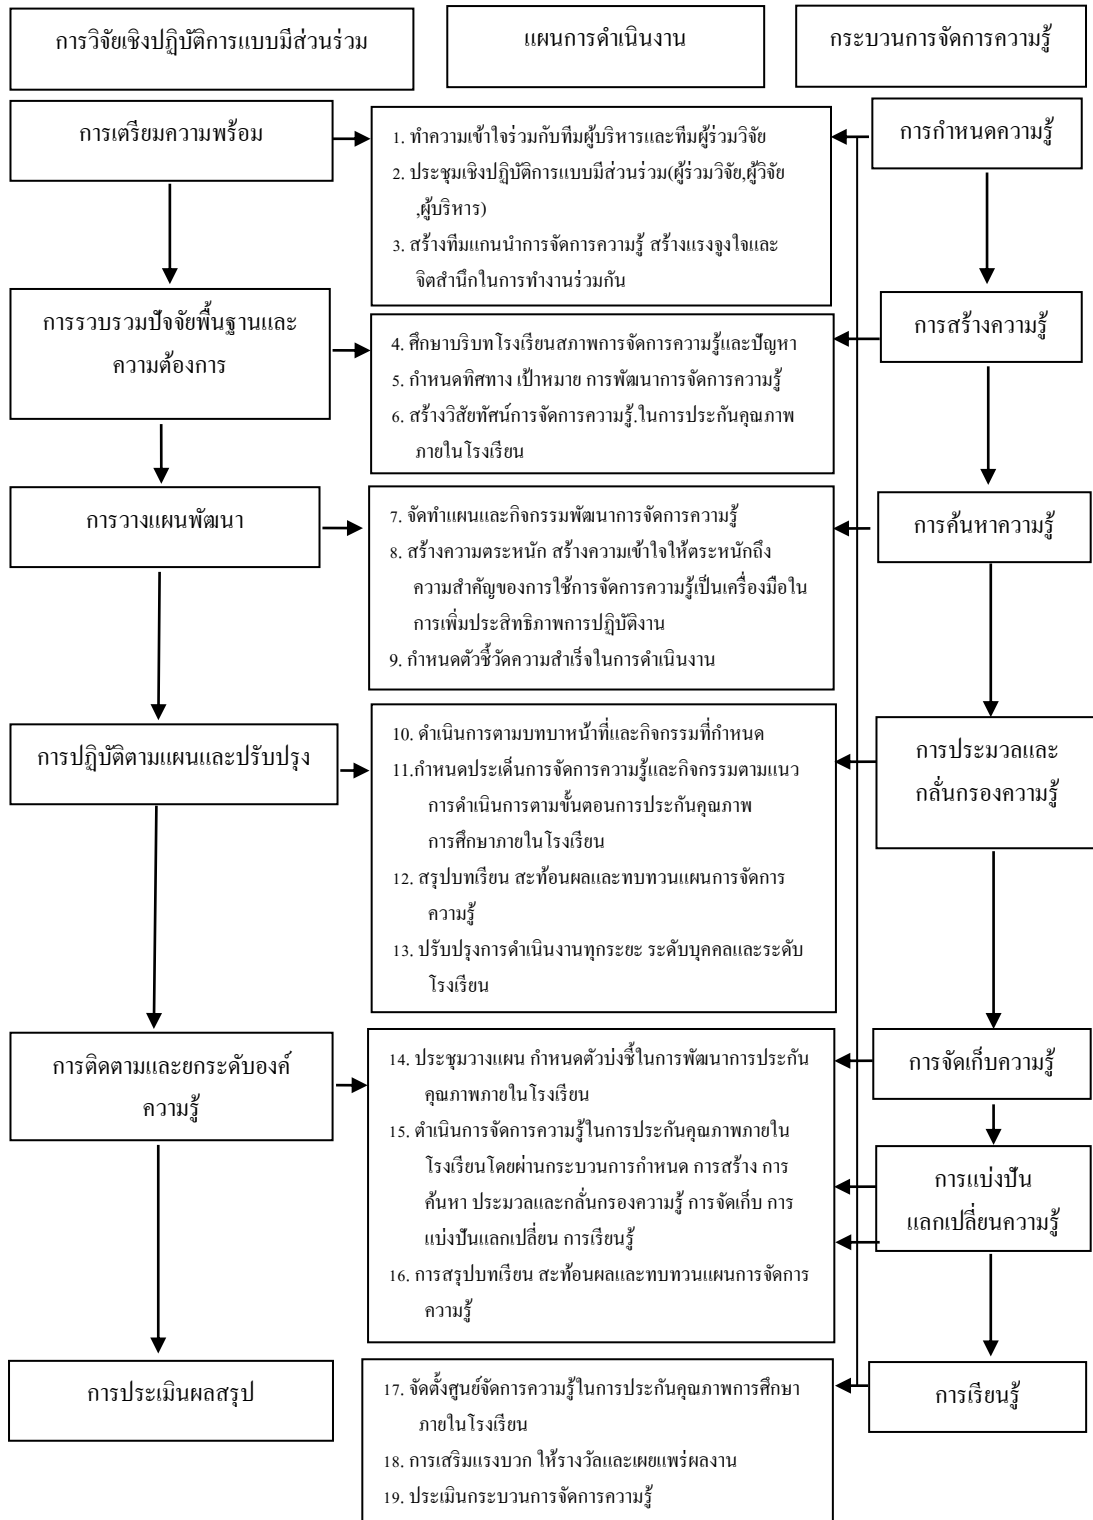 การวิจัยเชิงปฏิบัติการแบบมีส่วนร่วม
แผนการดำเนินงาน
กระบวนการจัดการความรู้
การเตรียมความพร้อม
1. ทำความเข้าใจร่วมกับทีมผู้บริหารและทีมผู้ร่วมวิจัย
2. ประชุมเชิงปฏิบัติการแบบมีส่วนร่วม(ผู้ร่วมวิจัย,ผู้วิจัย
,ผู้บริหาร)
3. สร้างทีมแกนนำการจัดการความรู้ สร้างแรงจูงใจและ
จิตสำนึกในการทำงานร่วมกัน
การกำหนดความรู้
การรวบรวมปัจจัยพื้นฐานและ
ความต้องการ
4. ศึกษาบริบทโรงเรียนสภาพการจัดการความรู้และปัญหา
5. กำหนดทิศทาง เป้าหมาย การพัฒนาการจัดการความรู้
6. สร้างวิสัยทัศน์การจัดการความรู้.ในการประกันคุณภาพ
ภายในโรงเรียน
การสร้างความรู้
การวางแผนพัฒนา
7. จัดทำแผนและกิจกรรมพัฒนาการจัดการความรู้
8. สร้างความตระหนัก สร้างความเข้าใจให้ตระหนักถึง
ความสำคัญของการใช้การจัดการความรู้เป็นเครื่องมือใน
การเพิ่มประสิทธิภาพการปฏิบัติงาน
9. กำหนดตัวชี้วัดความสำเร็จในการดำเนินงาน
การค้นหาความรู้
การปฏิบัติตามแผนและปรับปรุง
10. ดำเนินการตามบทบาหน้าที่และกิจกรรมที่กำหนด
11.กำหนดประเด็นการจัดการความรู้และกิจกรรมตามแนว
การดำเนินการตามขั้นตอนการประกันคุณภาพ
การศึกษาภายในโรงเรียน
12. สรุปบทเรียน สะท้อนผลและทบทวนแผนการจัดการ
ความรู้
13. ปรับปรุงการดำเนินงานทุกระยะ ระดับบุคคลและระดับ
โรงเรียน
การประมวลและ
กลั่นกรองความรู้
การติดตามและยกระดับองค์
ความรู้
14. ประชุมวางแผน กำหนดตัวบ่งชี้ในการพัฒนาการประกัน
คุณภาพภายในโรงเรียน
15. ดำเนินการจัดการความรู้ในการประกันคุณภาพภายใน
โรงเรียนโดยผ่านกระบวนการกำหนด การสร้าง การ
ค้นหา ประมวลและกลั่นกรองความรู้ การจัดเก็บ การ
แบ่งปันแลกเปลี่ยน การเรียนรู้
16. การสรุปบทเรียน สะท้อนผลและทบทวนแผนการจัดการ
ความรู้
การจัดเก็บความรู้
การแบ่งปัน
แลกเปลี่ยนความรู้
การประเมินผลสรุป
17. จัดตั้งศูนย์จัดการความรู้ในการประกันคุณภาพการศึกษา
ภายในโรงเรียน
18. การเสริมแรงบวก ให้รางวัลและเผยแพร่ผลงาน
19. ประเมินกระบวนการจัดการความรู้
การเรียนรู้